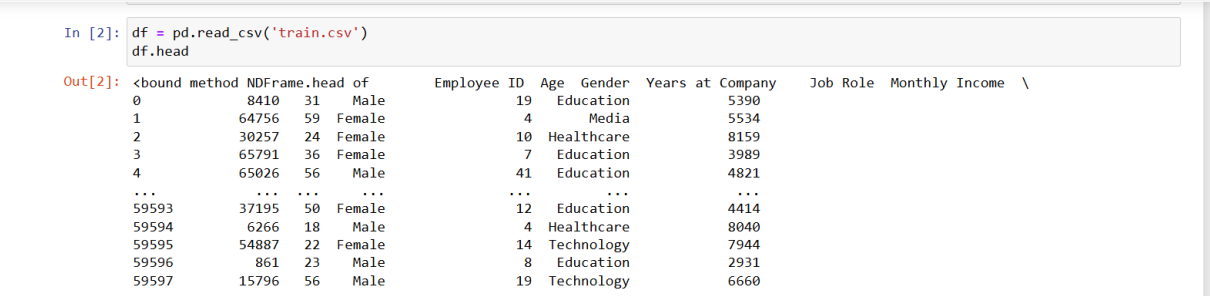 In [2]: df = pd.read_csv('train.csv')
df.head
Out[2]: <bound method NDFrame.head of Employee ID Age Gender Years at Company Job Role Monthly Income \
0 8410 31 Male 19 Education 5390
1 64756 59 Female 4 Media 5534
2 30257 24 Female 10 Healthcare 8159
3 65791 36 Female 7 Education 3989
4 65026 56 Male 41 Education 4821
... ... ... ... ... ... ...
59593 37195 50 Female 12 Education 4414
59594 6266 18 Male 4 Healthcare 8040
59595 54887 22 Female 14 Technology 7944
59596 861 23 Male 8 Education 2931
59597 15796 56 Male 19 Technology 6660